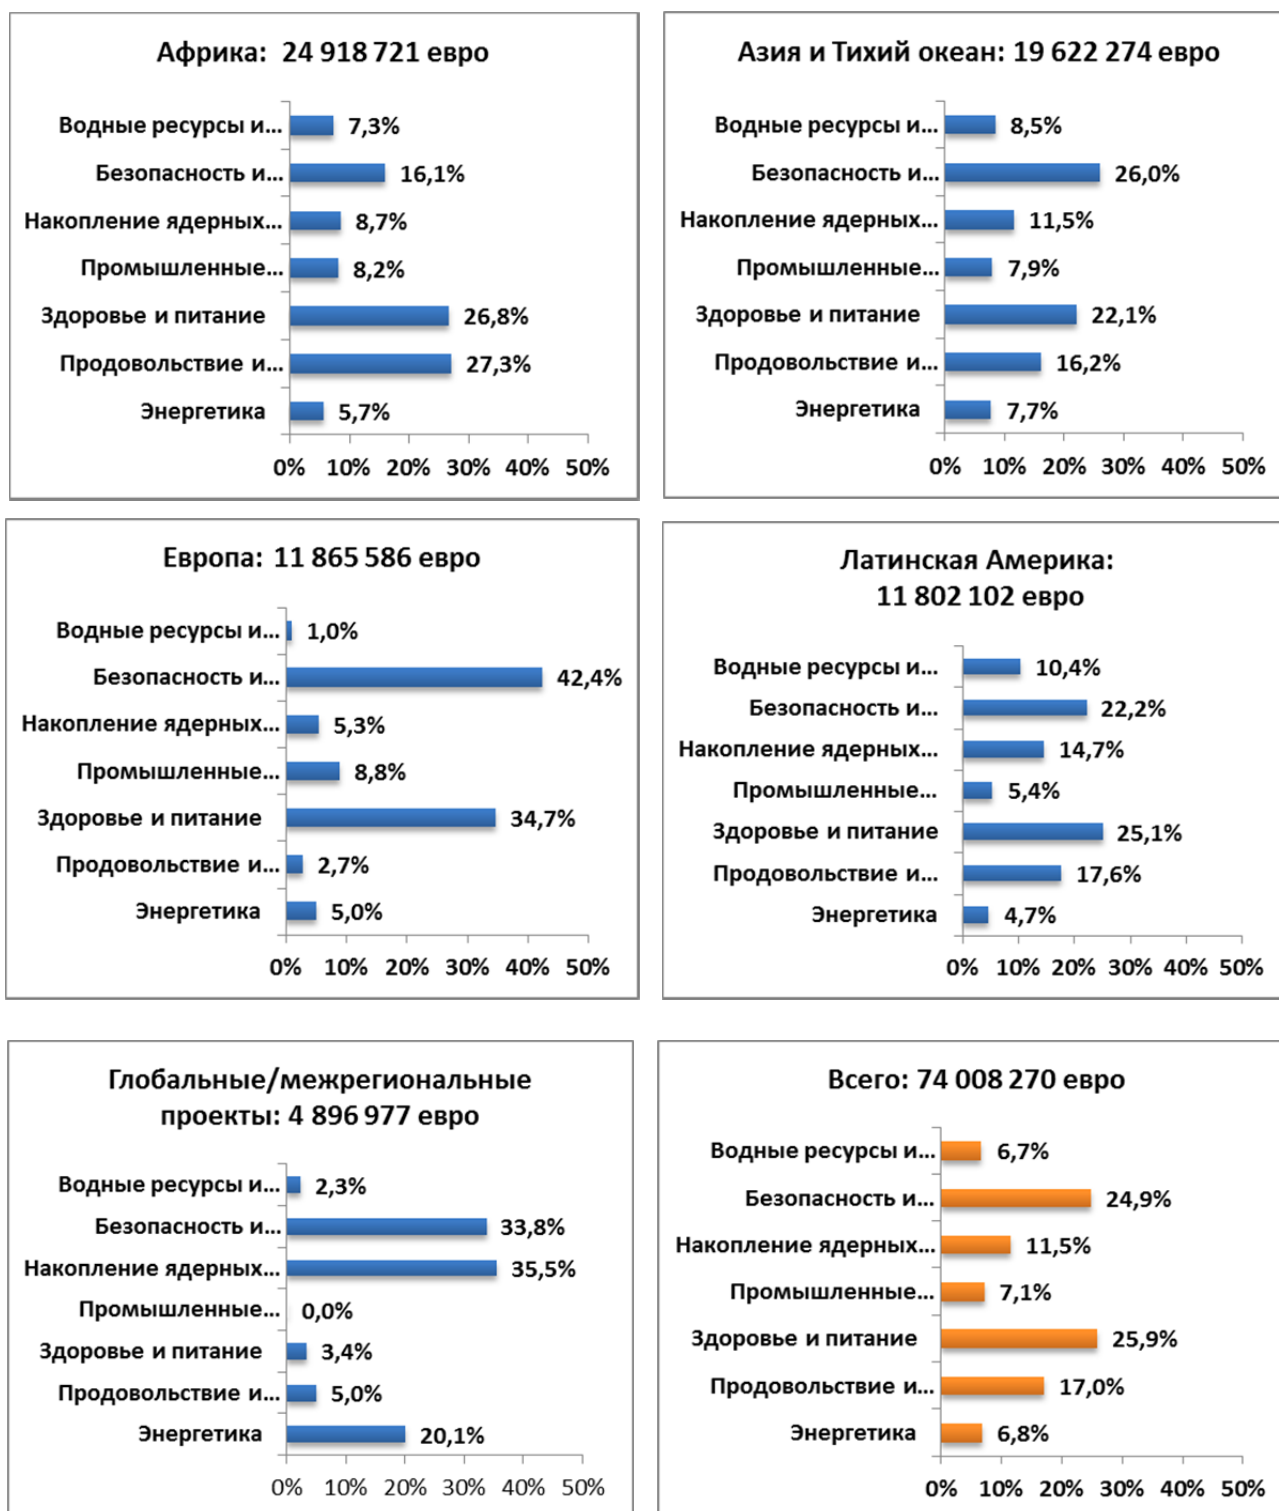 Африка: 24 918 721 евро
Водные ресурсы и... 7,3%
Безопасность и... 16,1%
Накопление ядерных... 8,7%
Промышленные... 8,2%
Здоровье и питание 26,8%
Продовольствие и... 27,3%
Энергетика 5,7%
0% 10% 20% 30% 40% 50%
Азия и Тихий океан: 19 622 274 евро
Водные ресурсы и... 8,5%
Безопасность и... 26,0%
Накопление ядерных... 11,5%
Промышленные... 7,9%
Здоровье и питание 22,1%
Продовольствие и... 16,2%
Энергетика 7,7%
0% 10% 20% 30% 40% 50%
Европа: 11 865 586 евро
Водные ресурсы и... 1,0%
Безопасность и... 42,4%
Накопление ядерных... 5,3%
Промышленные... 8,8%
Здоровье и питание 34,7%
Продовольствие и... 2,7%
Энергетика 5,0%
0% 10% 20% 30% 40% 50%
Латинская Америка:
11 802 102 евро
Водные ресурсы и... 10,4%
Безопасность и... 22,2%
Накопление ядерных... 14,7%
Промышленные... 5,4%
Здоровье и питание 25,1%
Продовольствие и... 17,6%
Энергетика 4,7%
0% 10% 20% 30% 40% 50%
Глобальные/межрегиональные
проекты: 4 896 977 евро
Водные ресурсы и... 2,3%
Безопасность и... 33,8%
Накопление ядерных... 35,5%
Промышленные... 0,0%
Здоровье и питание 3,4%
Продовольствие и... 5,0%
Энергетика 20,1%
0% 10% 20% 30% 40% 50%
Всего: 74 008 270 евро
Водные ресурсы и... 6,7%
Безопасность и... 24,9%
Накопление ядерных... 11,5%
Промышленные... 7,1%
Здоровье и питание 25,9%
Продовольствие и... 17,0%
Энергетика 6,8%
0% 10% 20% 30% 40% 50%